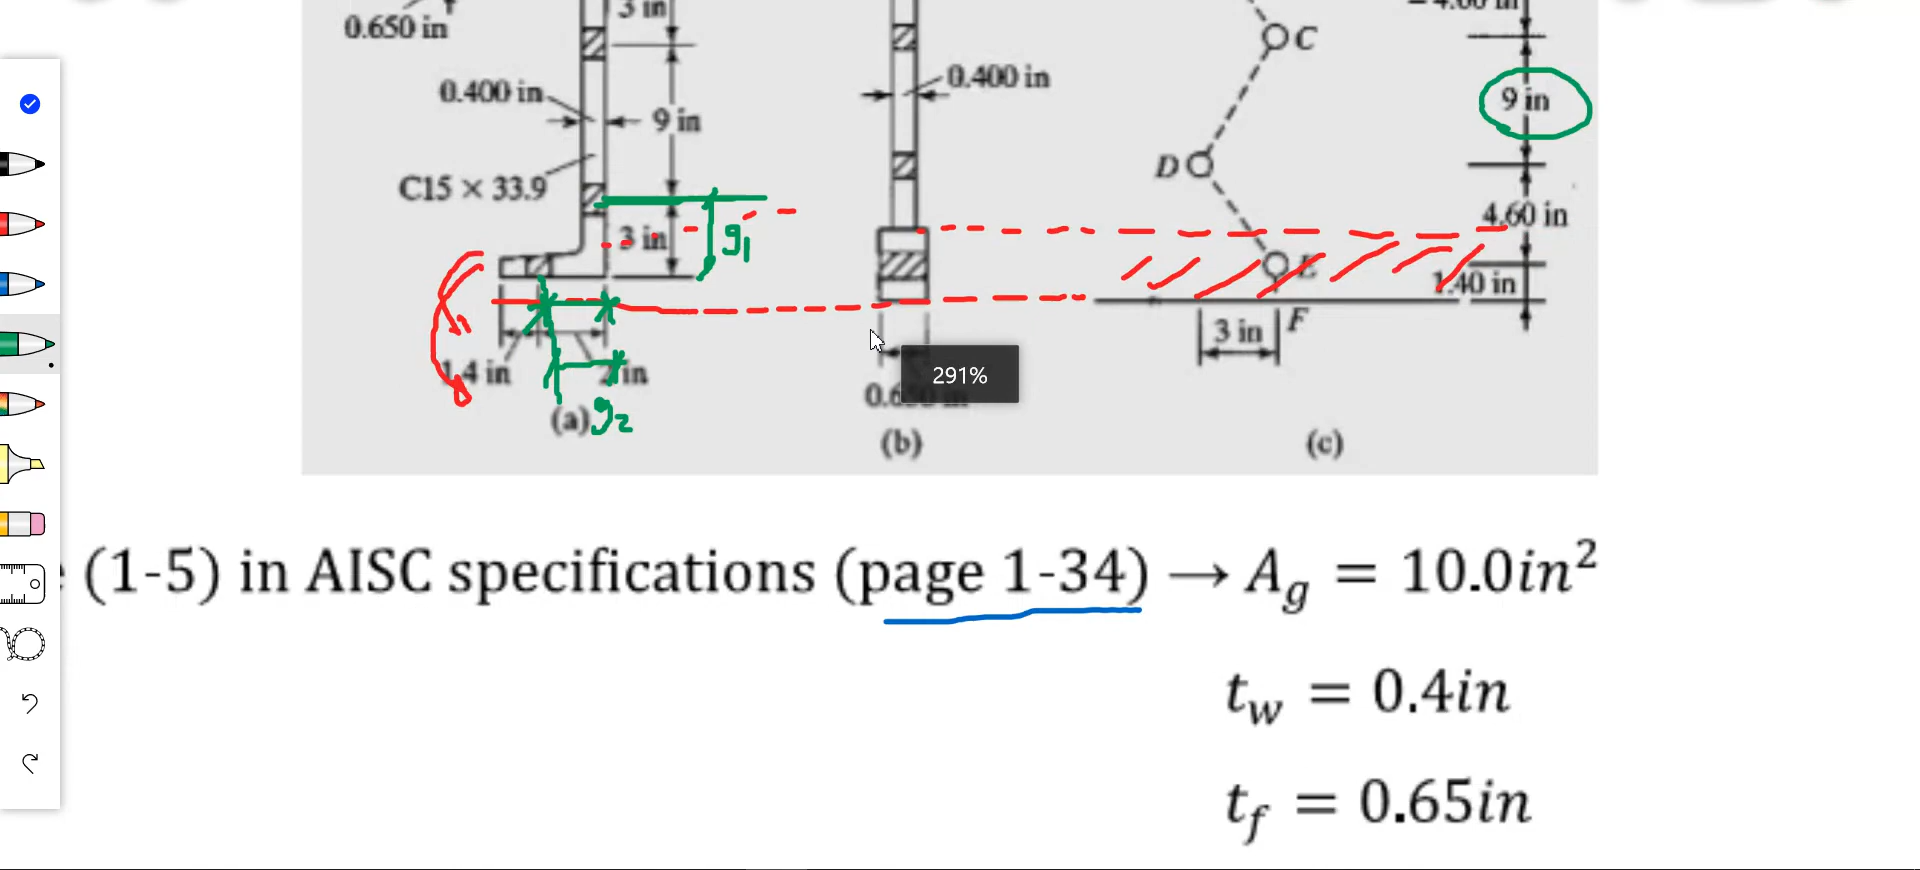 0.650 in
3 in
C
0.400 in
9 in
0.400 in
9 in
C15 × 33.9
D
4.60 in
3 in
g1
E
1.40 in
3 in
F
1.4 in
in
291%
(a)
g2
(b)
(c)
(1-5) in AISC specifications (page 1-34) → Ag = 10.0in²
tw = 0.4in
tf = 0.65in